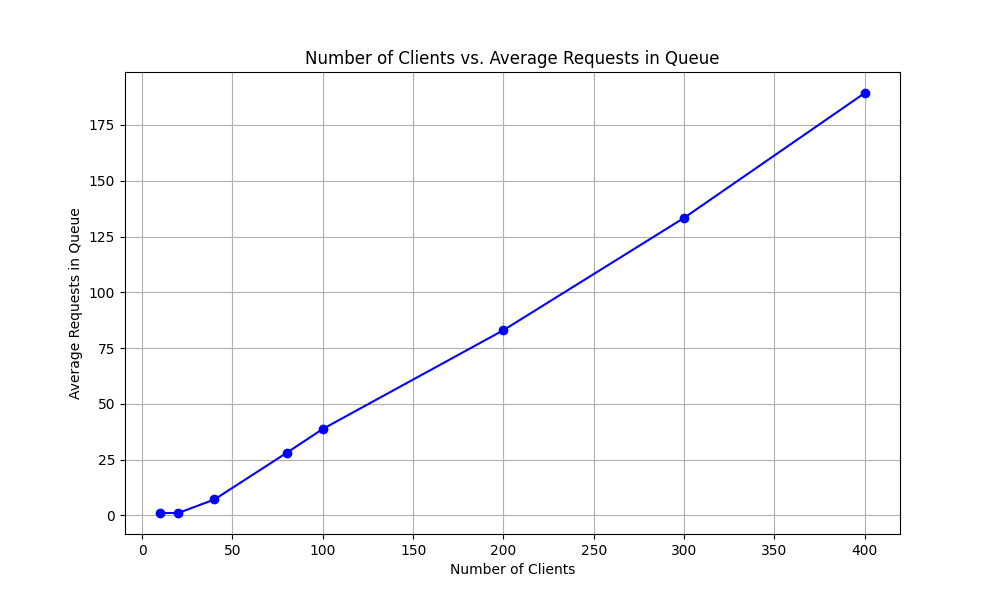 Number of Clients vs. Average Requests in Queue
Average Requests in Queue
175
150
125
100
75
50
25
0
0 50 100 150 200 250 300 350 400
Number of Clients